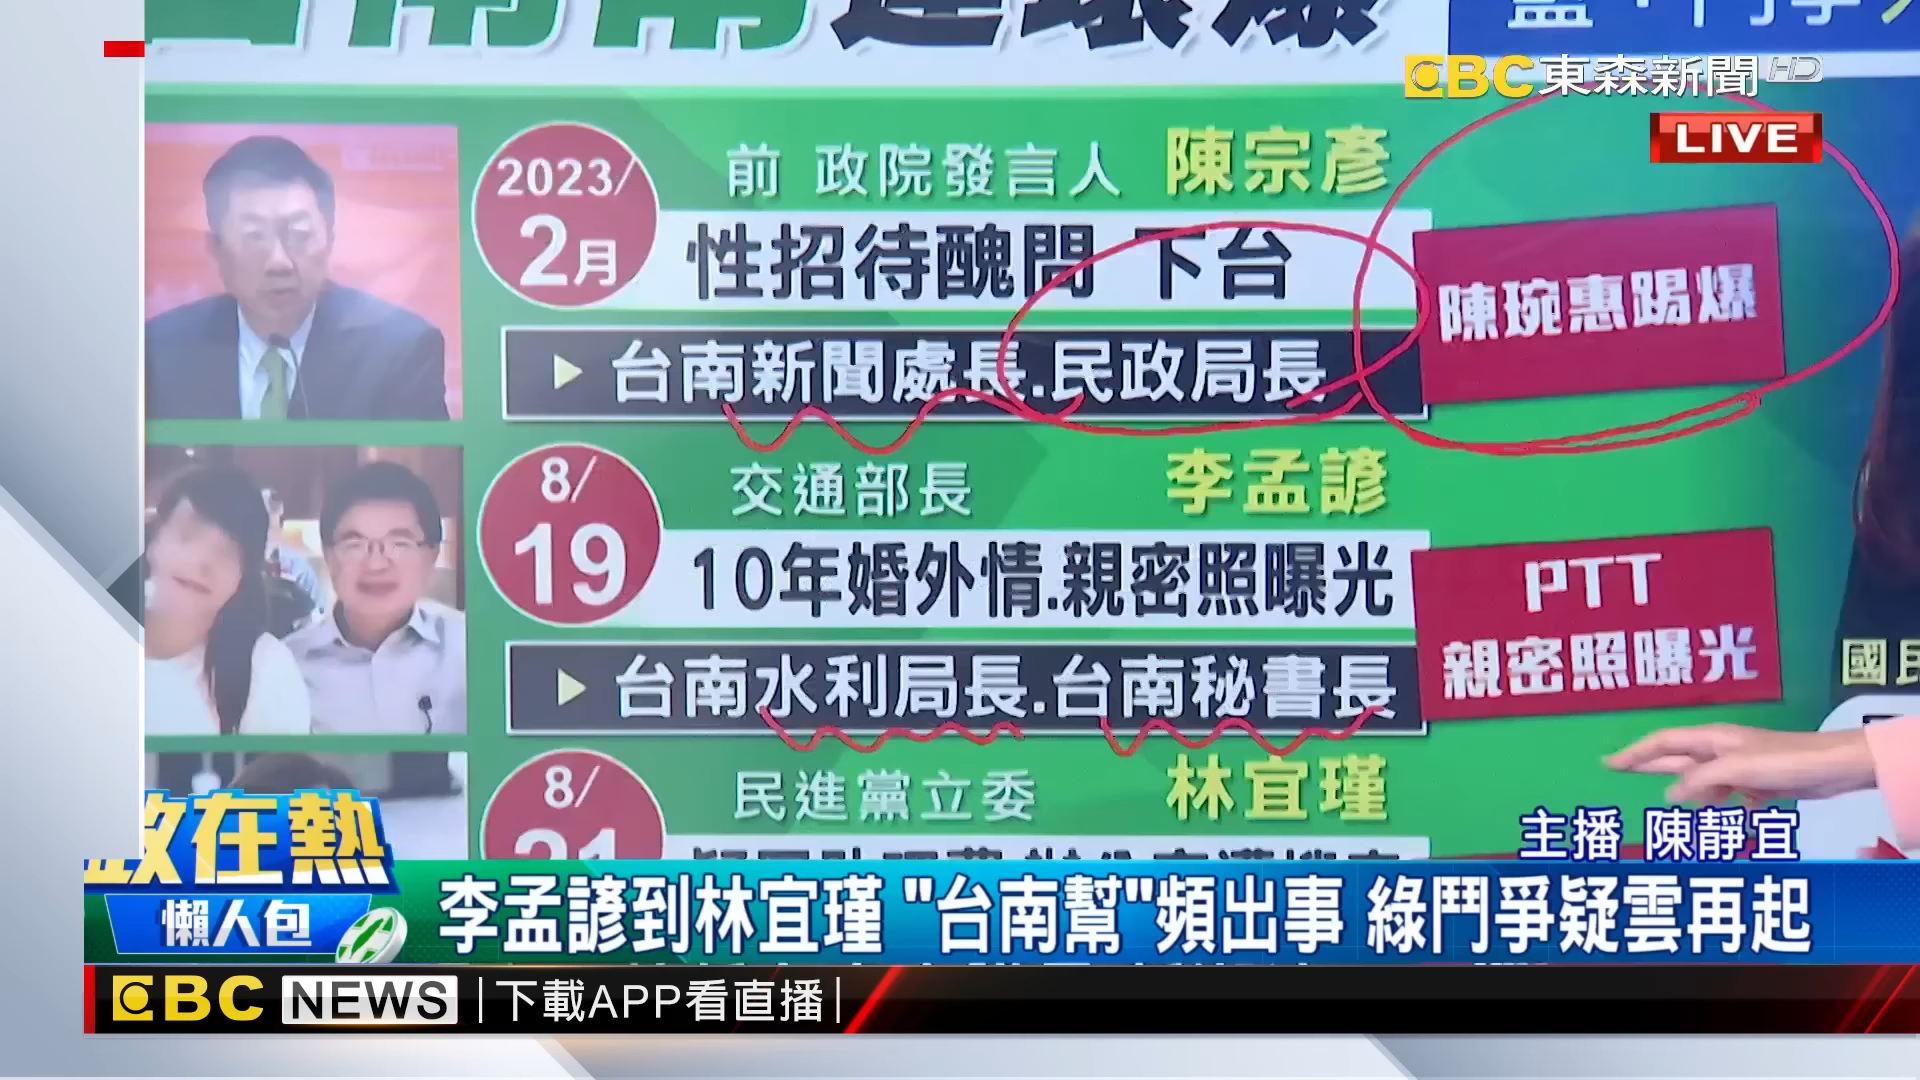 EBC 東森新聞 HD
LIVE
2023/
2月
前 政院發言人 陳宗彥
性招待醜聞 下台
台南新聞處長.民政局長
陳琬惠踢爆
8/
19
交通部長 李孟諺
10年婚外情.親密照曝光
台南水利局長.台南秘書長
PTT
親密照曝光
8/
21
民進黨立委 林宜瑾
主播 陳靜宜
政在熱
懶人包
李孟諺到林宜瑾 "台南幫"頻出事 綠鬥爭疑雲再起
EBC NEWS 下載APP看直播